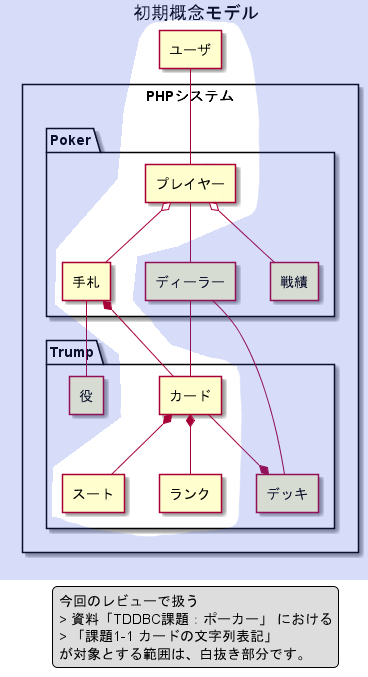 初期概念モデル
ユーザ
PHPシステム
Poker
プレイヤー
手札
ディーラー
戦績
Trump
役
カード
スート
ランク
デッキ
今回のレビューで扱う
> 資料「TDDBC課題：ポーカー」 における
> 「課題1-1 カードの文字列表記」
が対象とする範囲は、白抜き部分です。